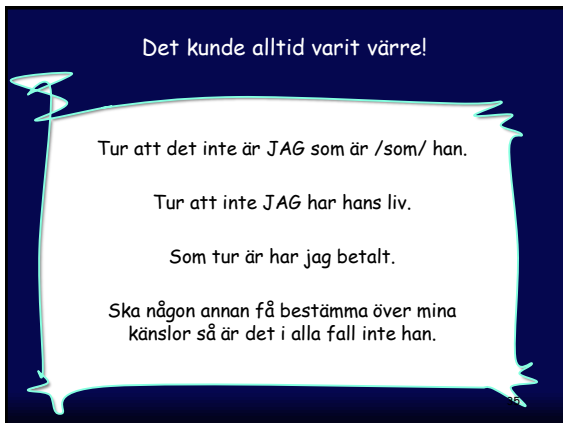 Det kunde alltid varit värre!
Tur att det inte är JAG som är /som/ han.
Tur att inte JAG har hans liv.
Som tur är har jag betalt.
Ska någon annan få bestämma över mina
känslor så är det i alla fall inte han.